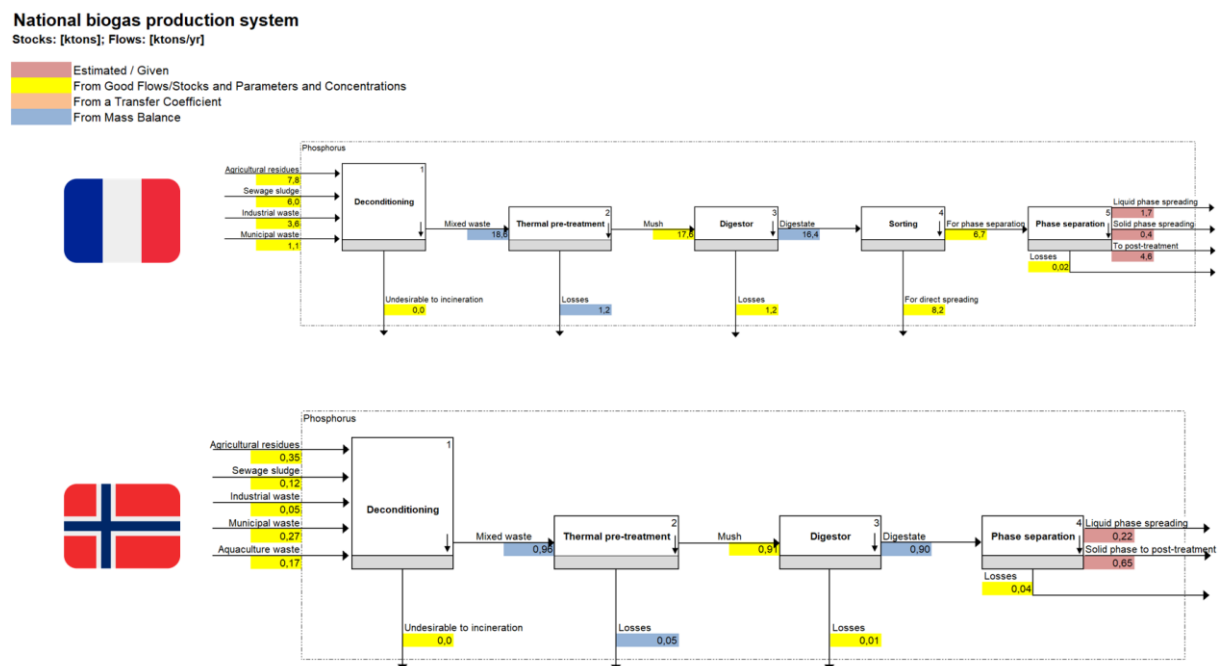 National biogas production system
Stocks: [ktons]; Flows: [ktons/yr]
Estimated / Given
From Good Flows/Stocks and Parameters and Concentrations
From a Transfer Coefficient
From Mass Balance
Phosphorus
Agricultural residues
7,8
Sewage sludge
6,0
Industrial waste
3,6
Municipal waste
1,1
1
Deconditioning
Undesirable to incineration
0,0
Mixed waste
18,6
2
Thermal pre-treatment
Losses
1,2
Mush
17,6
3
Digestor
Losses
1,2
Digestate
16,4
4
Sorting
For direct spreading
8,2
For phase separation
6,7
5
Phase separation
Liquid phase spreading
1,7
Solid phase spreading
0,4
To post-treatment
4,6
Losses
0,02
Phosphorus
Agricultural residues
0,35
Sewage sludge
0,12
Industrial waste
0,05
Municipal waste
0,27
Aquaculture waste
0,17
1
Deconditioning
Undesirable to incineration
0,0
Mixed waste
0,96
2
Thermal pre-treatment
Losses
0,05
Mush
0,91
3
Digestor
Losses
0,01
Digestate
0,90
4
Phase separation
Liquid phase spreading
0,22
Solid phase to post-treatment
0,65
Losses
0,04